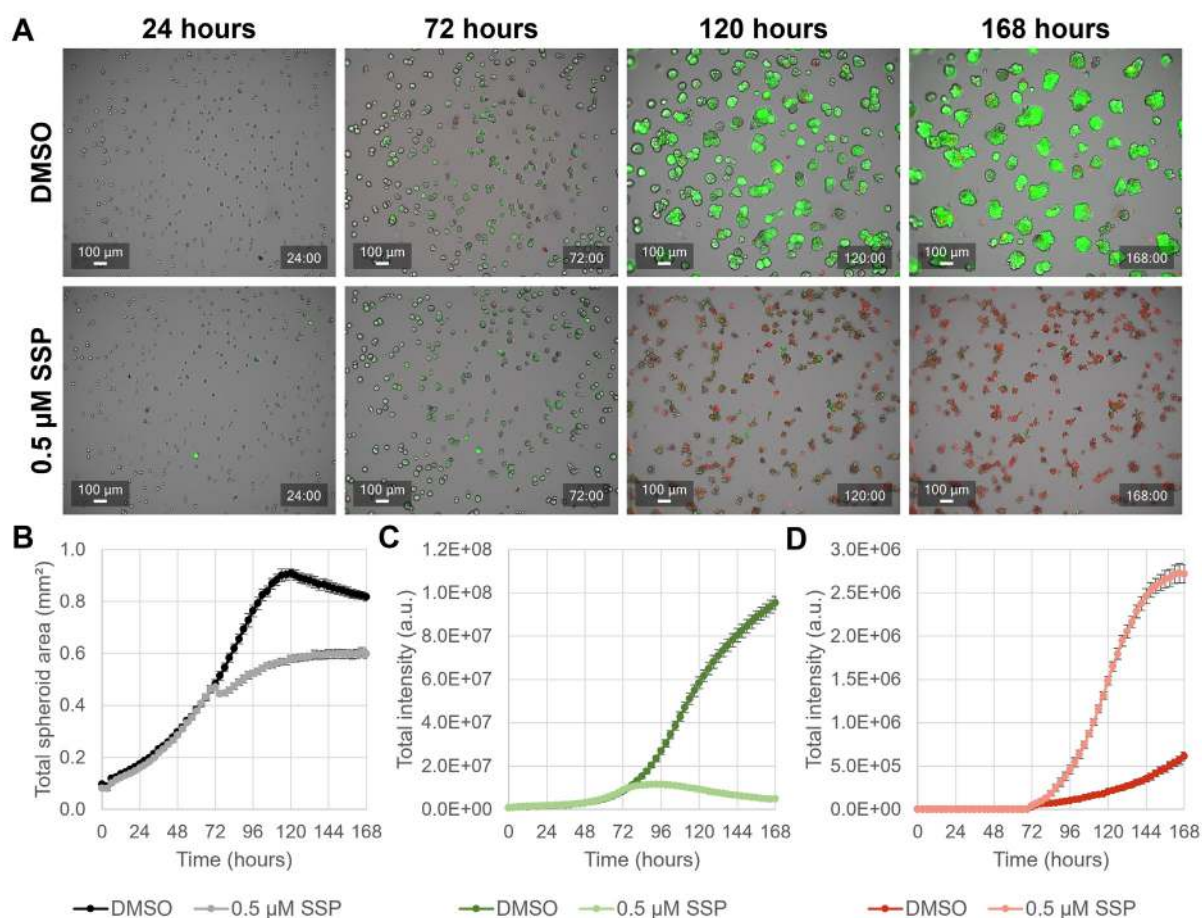 A
24 hours
72 hours
120 hours
168 hours
DMSO
100 µm
24:00
100 µm
72:00
100 µm
120:00
100 µm
168:00
0.5 µM SSP
100 µm
24:00
100 µm
72:00
100 µm
120:00
100 µm
168:00
B
Total spheroid area (mm²)
1.0
0.8
0.6
0.4
0.2
0.0
0 24 48 72 96 120 144 168
Time (hours)
DMSO 0.5 µM SSP
C
Total intensity (a.u.)
1.2E+08
1.0E+08
8.0E+07
6.0E+07
4.0E+07
2.0E+07
0.0E+00
0 24 48 72 96 120 144 168
Time (hours)
DMSO 0.5 µM SSP
D
Total intensity (a.u.)
3.0E+06
2.5E+06
2.0E+06
1.5E+06
1.0E+06
5.0E+05
0.0E+00
0 24 48 72 96 120 144 168
Time (hours)
DMSO 0.5 µM SSP